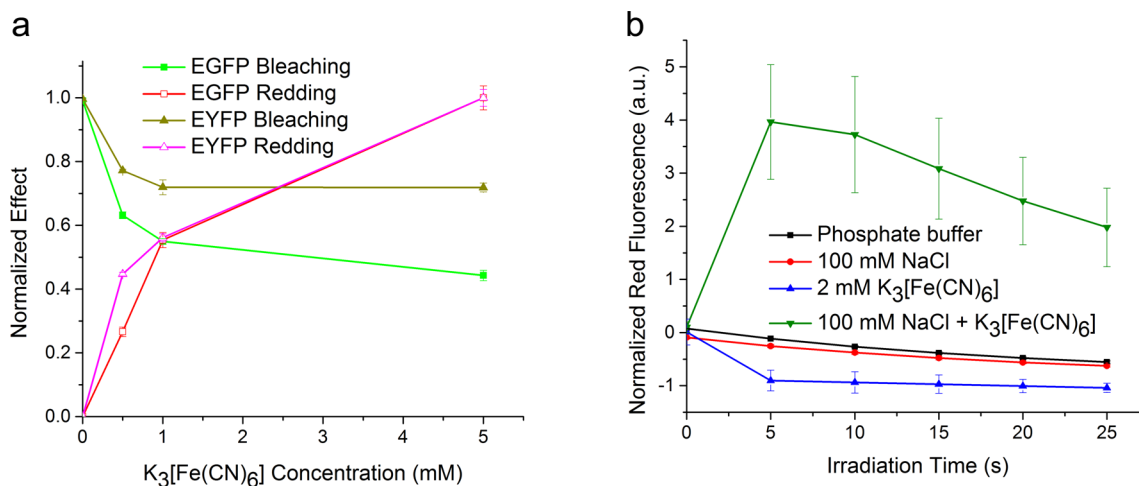 a
EGFP Bleaching
EGFP Redding
EYFP Bleaching
EYFP Redding
Normalized Effect
1.0
0.8
0.6
0.4
0.2
0.0
0
1
2
3
4
5
K3[Fe(CN)6] Concentration (mM)
b
Normalized Red Fluorescence (a.u.)
5
4
3
2
1
0
-1
Phosphate buffer
100 mM NaCl
2 mM K3[Fe(CN)6]
100 mM NaCl + K3[Fe(CN)6]
0
5
10
15
20
25
Irradiation Time (s)